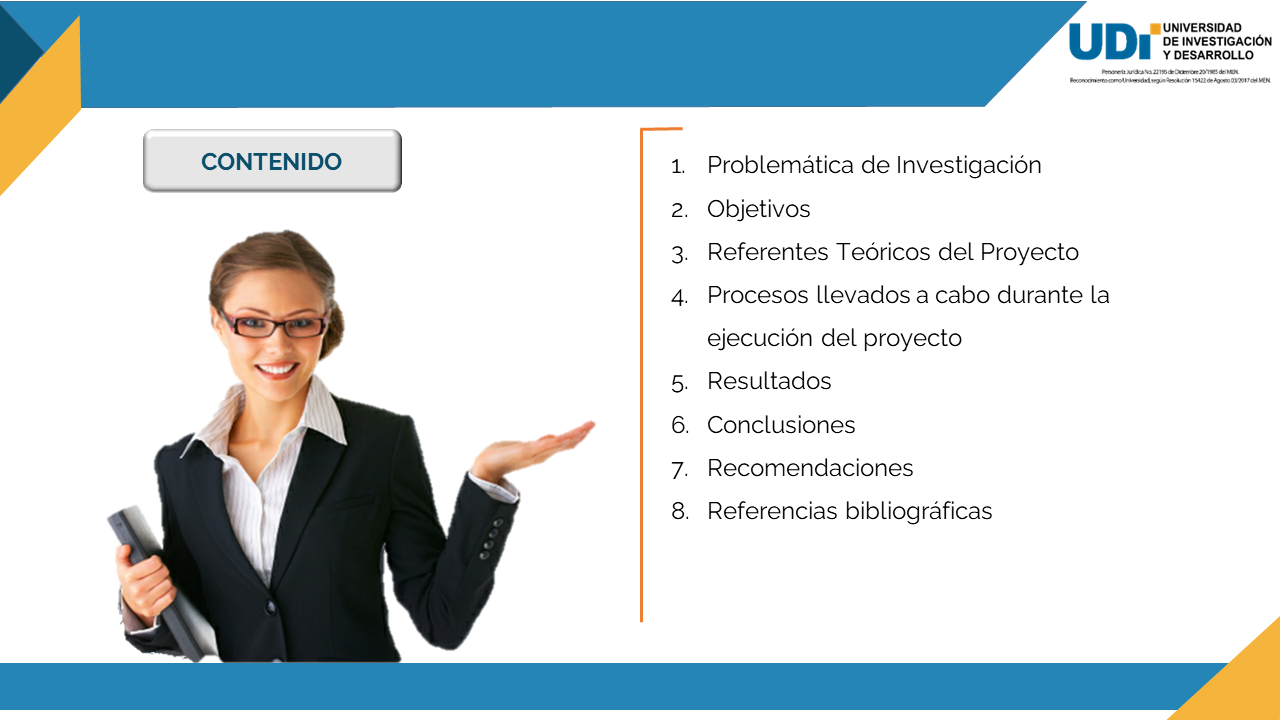 UDi
UNIVERSIDAD
DE INVESTIGACIÓN
Y DESARROLLO
Personería Jurídica No. 22195 de Diciembre 20/1985 del MEN.
Reconocimiento como Universidad, según Resolución 15422 de Agosto 03/2017 del MEN.
CONTENIDO
1. Problemática de Investigación
2. Objetivos
3. Referentes Teóricos del Proyecto
4. Procesos llevados a cabo durante la
ejecución del proyecto
5. Resultados
6. Conclusiones
7. Recomendaciones
8. Referencias bibliográficas